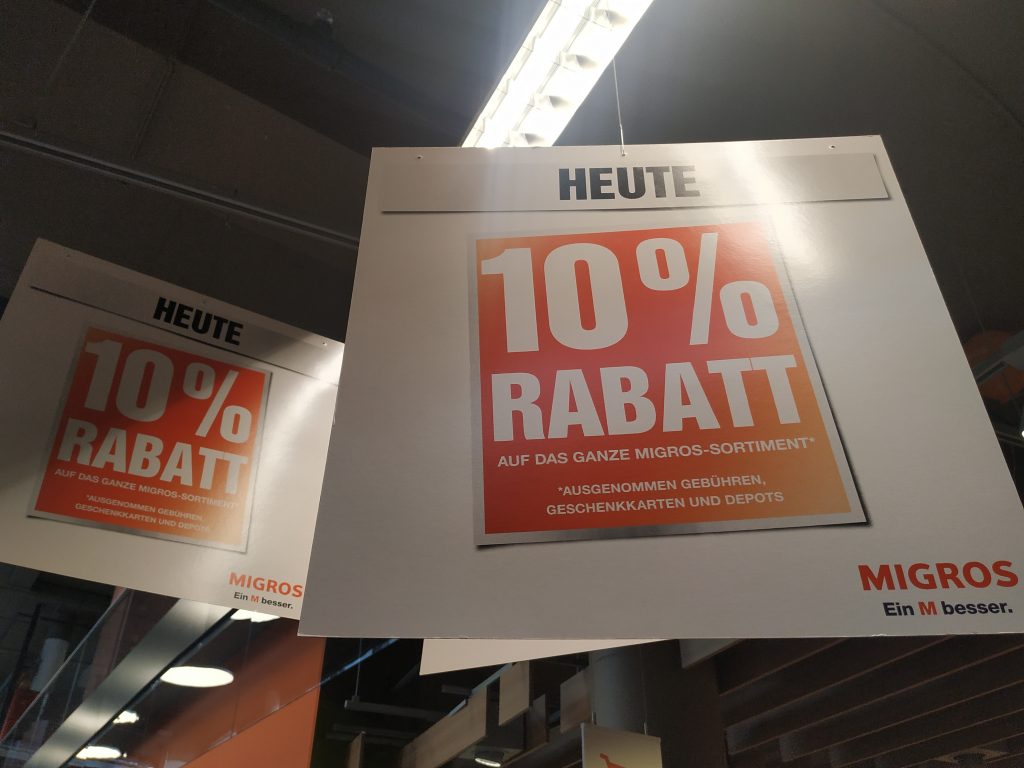 HEUTE
10%
RABATT
AUF DAS GANZE MIGROS-SORTIMENT*
*AUSGENOMMEN GEBÜHREN,
GESCHENKKARTEN UND DEPOTS
MIGROS
Ein M besser.
HEUTE
10%
RABATT
AUF DAS GANZE MIGROS-SORTIMENT*
*AUSGENOMMEN GEBÜHREN,
GESCHENKKARTEN UND DEPOTS
MIGROS
Ein M besser.